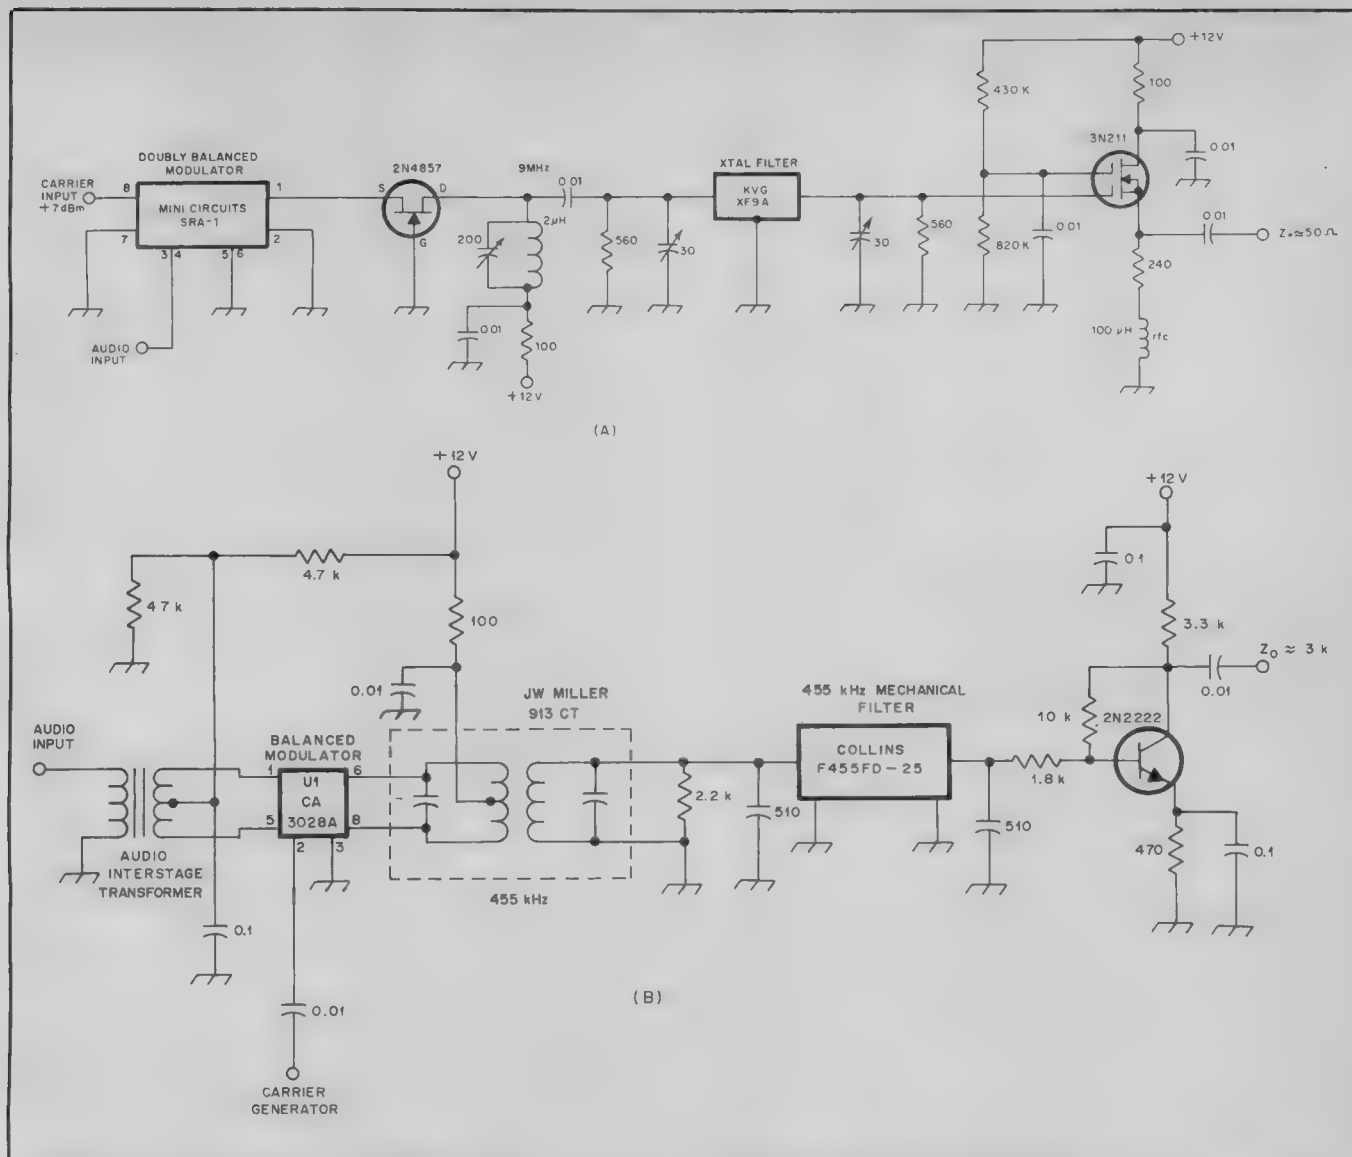 +12V
430 K
100
3N211
0.01
DOUBLY BALANCED
MODULATOR
2N4857
9MHz
0.01
XTAL FILTER
CARRIER
INPUT
+7dBm
8
1
S
D
MINI CIRCUITS
SRA-1
KVG
XF9A
7
2
3 4
5 6
G
200
2µH
560
30
30
560
820 K
0.01
0.01
Z₀≈50 Ω
240
0.01
100
+12V
100 µH
rfc
AUDIO
INPUT
(A)
+12 V
+12 V
4.7 k
47 k
0.1
100
3.3 k
0.01
Z₀ ≈ 3 k
0.01
JW MILLER
913 CT
455 kHz MECHANICAL
FILTER
10 k
2N2222
AUDIO
INPUT
BALANCED
MODULATOR
1
6
U1
CA
3028A
5
8
2
3
COLLINS
F455FD-25
1.8 k
2.2 k
510
510
470
0.1
AUDIO
INTERSTAGE
TRANSFORMER
455 kHz
0.1
0.01
(B)
CARRIER
GENERATOR